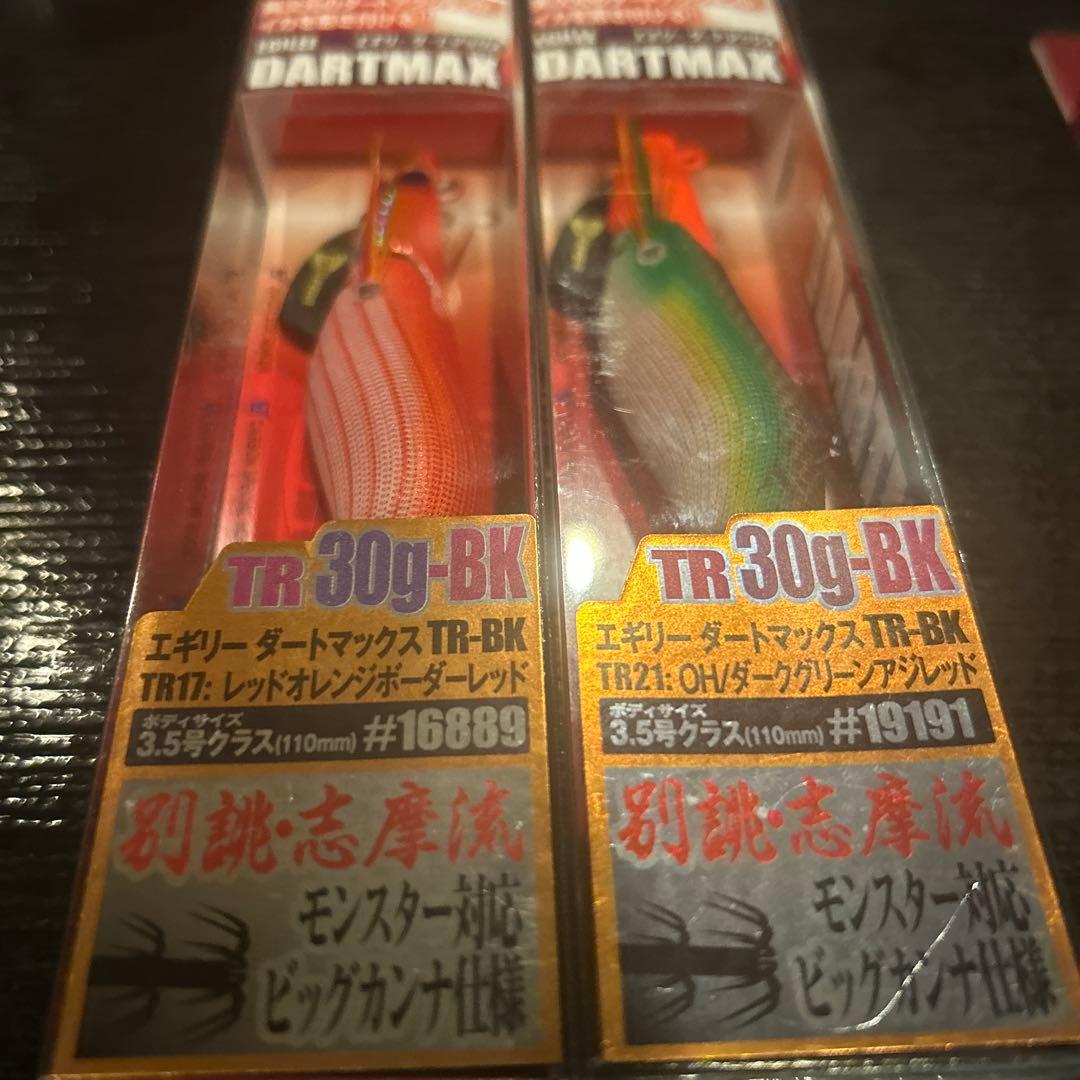 DARTMAX
TR 30g-BK
エギリー ダートマックス TR-BK
TR17: レッドオレンジボーダーレッド
ボディサイズ
3.5号クラス(110mm) #16889
別誂・志摩流
モンスター対応
ビッグカンナ仕様
DARTMAX
TR 30g-BK
エギリー ダートマックス TR-BK
TR21: OH/ダークグリーンアジレッド
ボディサイズ
3.5号クラス(110mm) #19191
別誂・志摩流
モンスター対応
ビッグカンナ仕様